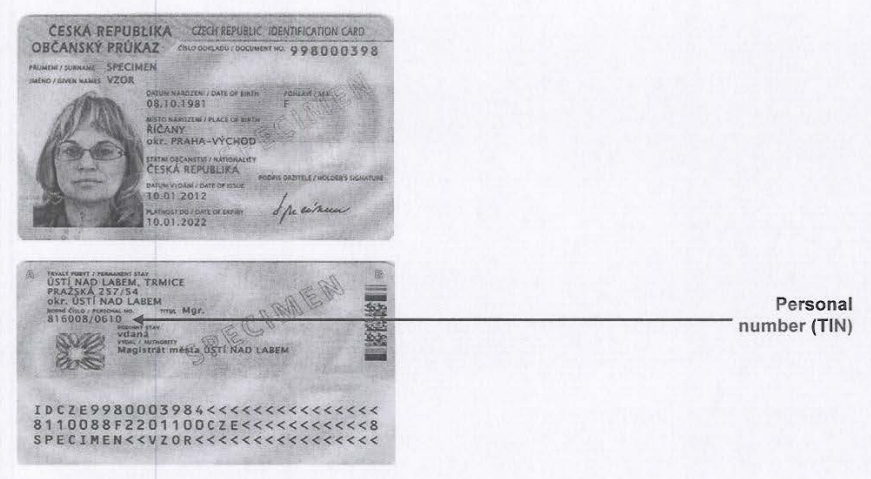 ČESKÁ REPUBLIKA CZECH REPUBLIC IDENTIFICATION CARD
OBČANSKÝ PRŮKAZ ČÍSLO DOKLADU / DOCUMENT NO. 998000398
PŘÍJMENÍ / SURNAME SPECIMEN
JMÉNO / GIVEN NAMES VZOR
DATUM NAROZENÍ / DATE OF BIRTH POHLAVÍ / SEX
08.10.1981 F
SPECIMEN
MÍSTO NAROZENÍ / PLACE OF BIRTH
ŘÍČANY
okr. PRAHA-VÝCHOD
STÁTNÍ OBČANSTVÍ / NATIONALITY
ČESKÁ REPUBLIKA
PODPIS DRŽITELE / HOLDER'S SIGNATURE
DATUM VYDÁNÍ / DATE OF ISSUE
10.01.2012
Specimen
PLATNOST DO / DATE OF EXPIRY
10.01.2022
A TRVALÝ POBYT / PERMANENT STAY B
ÚSTÍ NAD LABEM, TRMICE
PRAŽSKÁ 257/54
okr. ÚSTÍ NAD LABEM
RODNÉ ČÍSLO / PERSONAL NO. TITUL Mgr.
816008/0610
SPECIMEN
RODINNÝ STAV
vdaná
VYDAL / AUTHORITY
Magistrát města ÚSTÍ NAD LABEM
IDCZE9980003984<<<<<<<<<<<<<<<
8110088F2201100CZE<<<<<<<<<<<8
SPECIMEN<<VZOR<<<<<<<<<<<<<<<<
Personal
number (TIN)